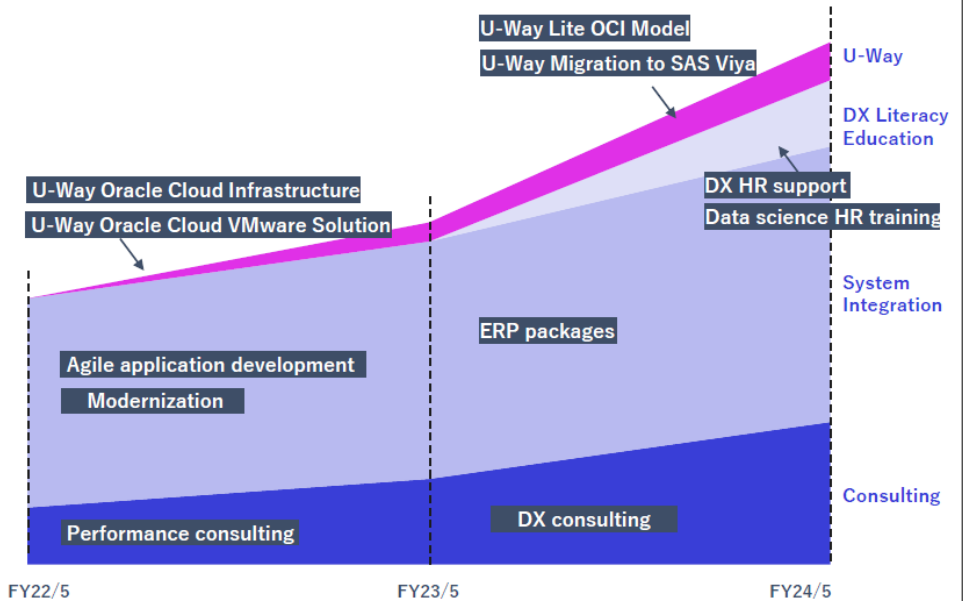 U-Way Lite OCI Model
U-Way Migration to SAS Viya
U-Way
DX Literacy
Education
U-Way Oracle Cloud Infrastructure
U-Way Oracle Cloud VMware Solution
DX HR support
Data science HR training
System
Integration
ERP packages
Agile application development
Modernization
Consulting
Performance consulting
DX consulting
FY22/5
FY23/5
FY24/5